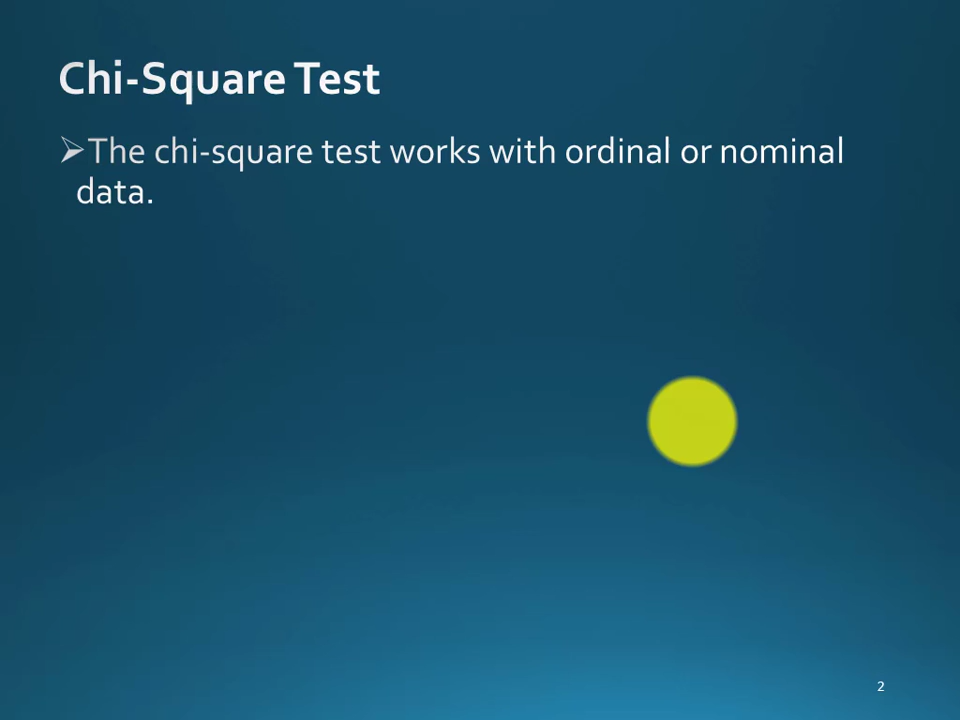 Chi-Square Test
➢The chi-square test works with ordinal or nominal
data.
2